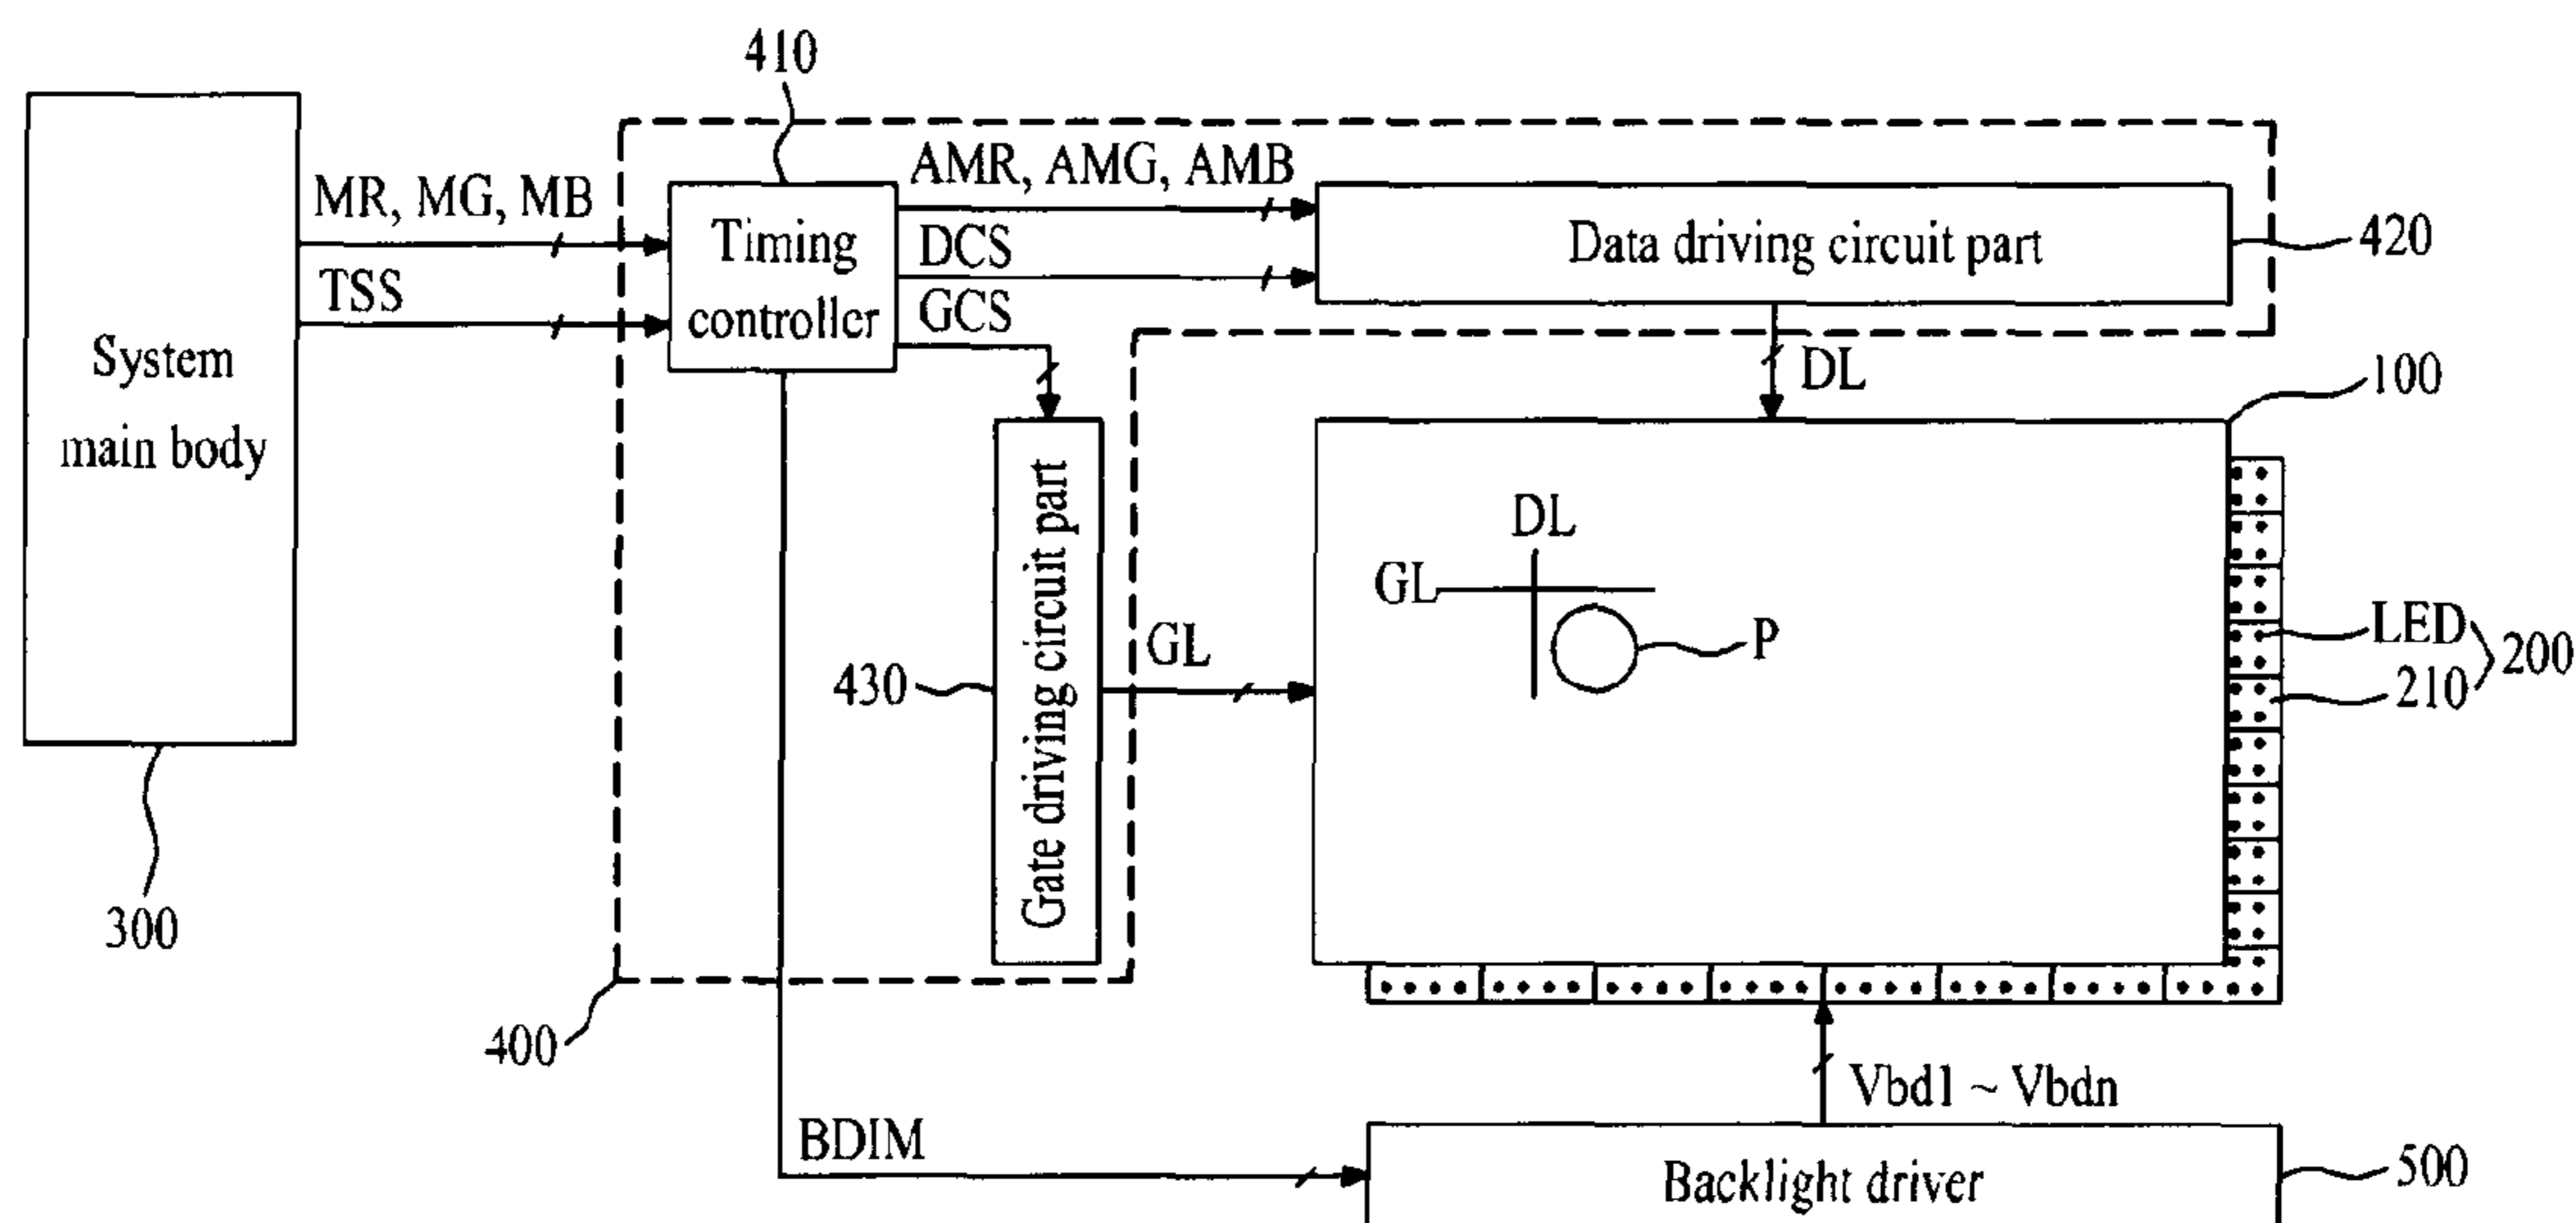 410
MR, MG, MB
TSS
System
main body
300
Timing
controller
AMR, AMG, AMB
DCS
GCS
Data driving circuit part
420
DL
100
Gate driving circuit part
430
GL
DL
GL
P
LED
210
200
400
Vbd1 ~ Vbdn
BDIM
Backlight driver
500